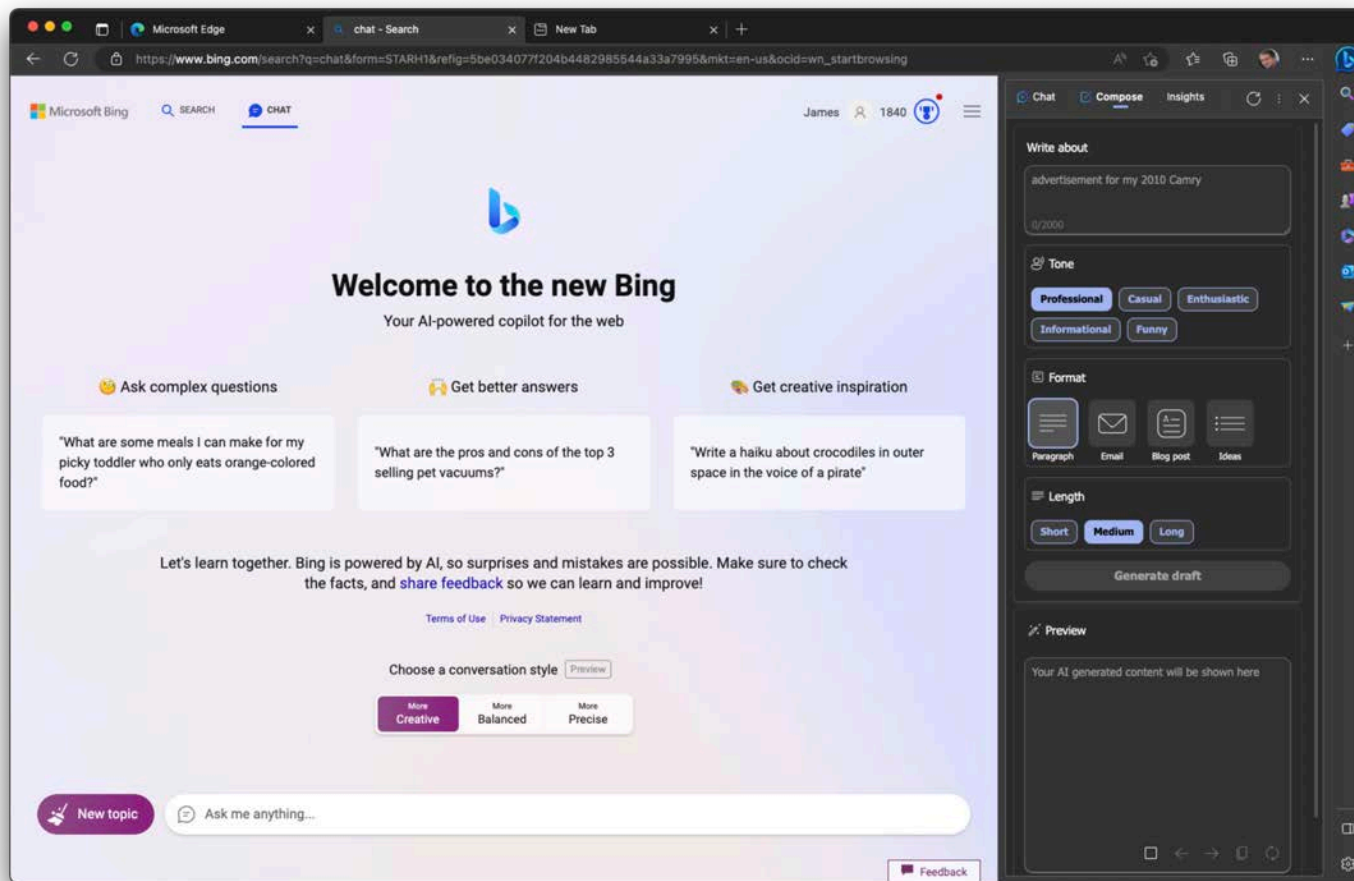 Microsoft Edge
chat - Search
New Tab
https://www.bing.com/search?q=chat&form=STARH1&refig=5be034077f204b4482985544a33a7995&mkt=en-us&ocid=wn_startbrowsing
Microsoft Bing
SEARCH
CHAT
James
1840
Welcome to the new Bing
Your AI-powered copilot for the web
Ask complex questions
"What are some meals I can make for my
picky toddler who only eats orange-colored
food?"
Get better answers
"What are the pros and cons of the top 3
selling pet vacuums?"
Get creative inspiration
"Write a haiku about crocodiles in outer
space in the voice of a pirate"
Let's learn together. Bing is powered by AI, so surprises and mistakes are possible. Make sure to check
the facts, and share feedback so we can learn and improve!
Terms of Use Privacy Statement
Choose a conversation style Preview
More Creative
More Balanced
More Precise
New topic
Ask me anything...
Feedback
Chat Compose Insights
Write about
advertisement for my 2010 Camry
0/2000
Tone
Professional Casual Enthusiastic
Informational Funny
Format
Paragraph Email Blog post Ideas
Length
Short Medium Long
Generate draft
Preview
Your AI generated content will be shown here